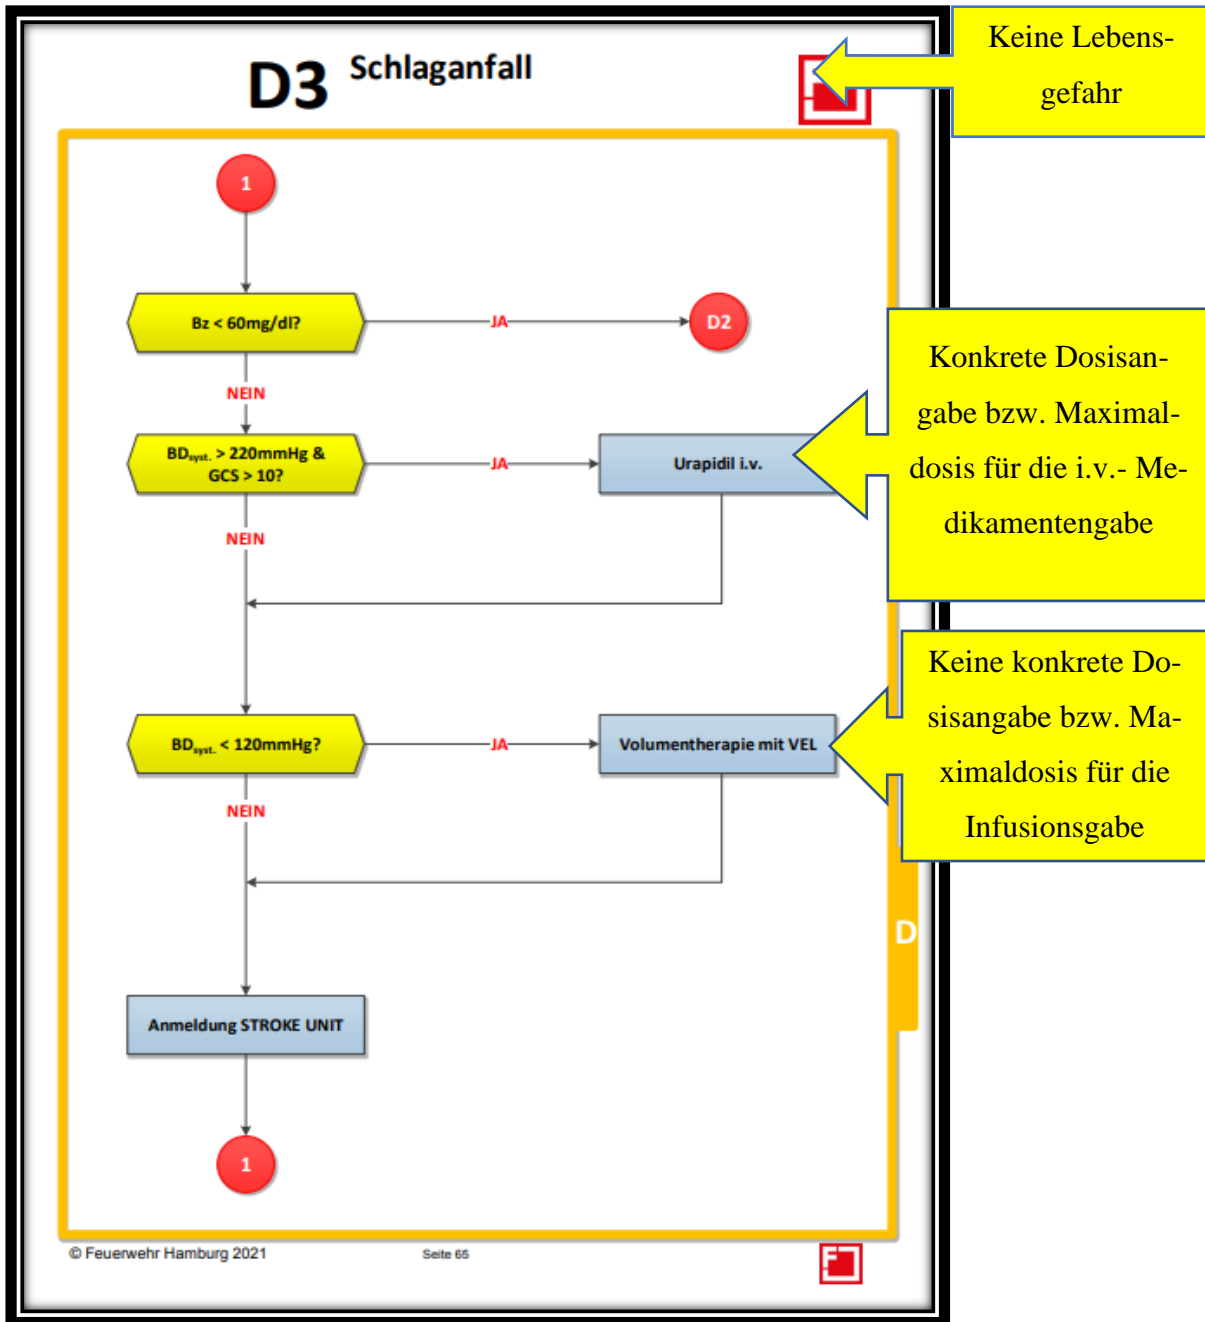 D3 Schlaganfall
Keine Lebens-
gefahr
1
Bz < 60mg/dl?
JA
D2
NEIN
BDsyst. > 220mmHg &
GCS > 10?
JA
Urapidil i.v.
Konkrete Dosisan-
gabe bzw. Maximal-
dosis für die i.v.- Me-
dikamentengabe
NEIN
BDsyst. < 120mmHg?
JA
Volumentherapie mit VEL
Keine konkrete Do-
sisangabe bzw. Ma-
ximaldosis für die
Infusionsgabe
NEIN
D
Anmeldung STROKE UNIT
1
© Feuerwehr Hamburg 2021
Seite 65
F